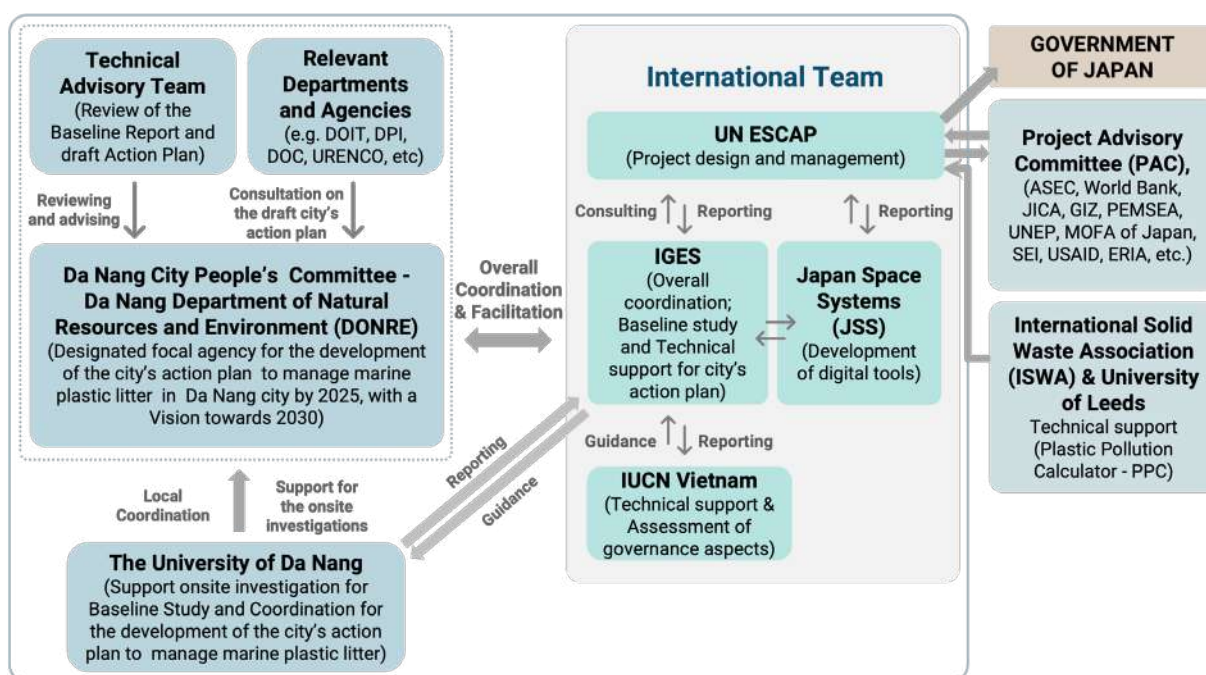 Technical
Advisory Team
(Review of the
Baseline Report and
draft Action Plan)
Relevant
Departments
and Agencies
(e.g. DOIT, DPI,
DOC, URENCO, etc)
Reviewing
and advising
Consultation on
the draft city's
action plan
Da Nang City People's Committee -
Da Nang Department of Natural
Resources and Environment (DONRE)
(Designated focal agency for the development
of the city's action plan to manage marine
plastic litter in Da Nang city by 2025, with a
Vision towards 2030)
Local
Coordination
Support for
the onsite
investigations
The University of Da Nang
(Support onsite investigation for
Baseline Study and Coordination for
the development of the city's action
plan to manage marine plastic litter)
Overall
Coordination
& Facilitation
Reporting
Guidance
International Team
UN ESCAP
(Project design and management)
Consulting
Reporting
Reporting
IGES
(Overall
coordination;
Baseline study
and Technical
support for city's
action plan)
Japan Space
Systems
(JSS)
(Development
of digital tools)
Guidance
Reporting
IUCN Vietnam
(Technical support &
Assessment of
governance aspects)
GOVERNMENT
OF JAPAN
Project Advisory
Committee (PAC),
(ASEC, World Bank,
JICA, GIZ, PEMSEA,
UNEP, MOFA of Japan,
SEI, USAID, ERIA, etc.)
International Solid
Waste Association
(ISWA) & University
of Leeds
Technical support
(Plastic Pollution
Calculator - PPC)